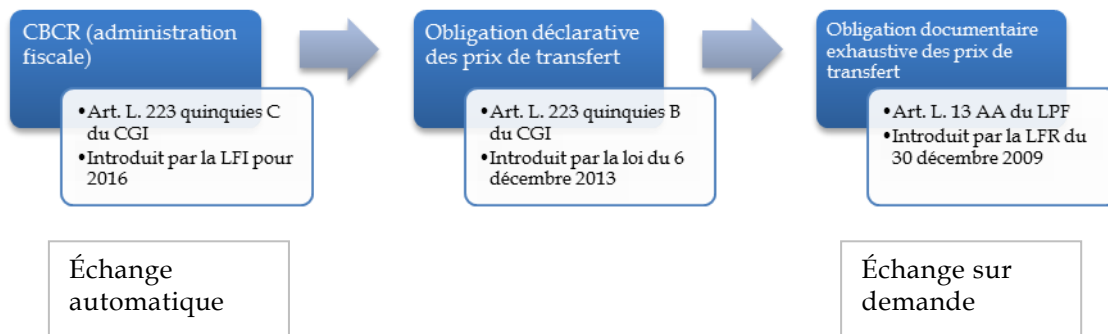 CBCR (administration
fiscale)
•Art. L. 223 quinquies C
du CGI
•Introduit par la LFI pour
2016
Obligation déclarative
des prix de transfert
•Art. L. 223 quinquies B
du CGI
•Introduit par la loi du 6
décembre 2013
Obligation documentaire
exhaustive des prix de
transfert
•Art. L. 13 AA du LPF
•Introduit par la LFR du
30 décembre 2009
Échange
automatique
Échange sur
demande